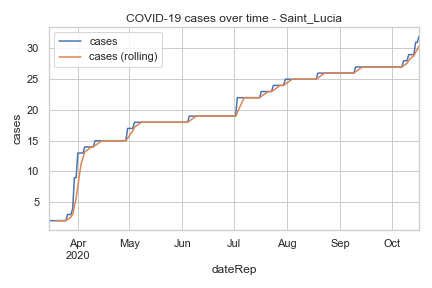 COVID-19 cases over time - Saint_Lucia
cases
cases (rolling)
30
25
20
15
10
5
cases
Apr
2020
May
Jun
Jul
Aug
Sep
Oct
dateRep